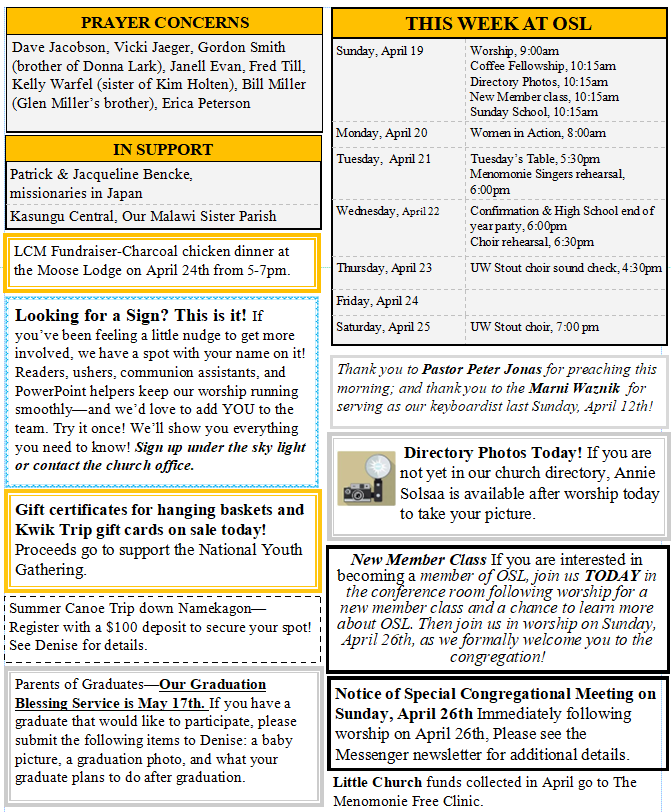 PRAYER CONCERNS
Dave Jacobson, Vicki Jaeger, Gordon Smith
(brother of Donna Lark), Janell Evan, Fred Till,
Kelly Warfel (sister of Kim Holten), Bill Miller
(Glen Miller's brother), Erica Peterson
IN SUPPORT
Patrick & Jacqueline Bencke,
missionaries in Japan
Kasungu Central, Our Malawi Sister Parish
LCM Fundraiser-Charcoal chicken dinner at
the Moose Lodge on April 24th from 5-7pm.
Looking for a Sign? This is it! If
you've been feeling a little nudge to get more
involved, we have a spot with your name on it!
Readers, ushers, communion assistants, and
PowerPoint helpers keep our worship running
smoothly—and we'd love to add YOU to the
team. Try it once! We'll show you everything
you need to know! Sign up under the sky light
or contact the church office.
Gift certificates for hanging baskets and
Kwik Trip gift cards on sale today!
Proceeds go to support the National Youth
Gathering.
Summer Canoe Trip down Namekagon—
Register with a $100 deposit to secure your spot!
See Denise for details.
Parents of Graduates—Our Graduation
Blessing Service is May 17th. If you have a
graduate that would like to participate, please
submit the following items to Denise: a baby
picture, a graduation photo, and what your
graduate plans to do after graduation.
THIS WEEK AT OSL
Sunday, April 19 Worship, 9:00am
Coffee Fellowship, 10:15am
Directory Photos, 10:15am
New Member class, 10:15am
Sunday School, 10:15am
Monday, April 20 Women in Action, 8:00am
Tuesday, April 21 Tuesday's Table, 5:30pm
Menomonie Singers rehearsal,
6:00pm
Wednesday, April 22 Confirmation & High School end of
year party, 6:00pm
Choir rehearsal, 6:30pm
Thursday, April 23 UW Stout choir sound check, 4:30pm
Friday, April 24
Saturday, April 25 UW Stout choir, 7:00 pm
Thank you to Pastor Peter Jonas for preaching this
morning; and thank you to the Marni Waznik for
serving as our keyboardist last Sunday, April 12th!
Directory Photos Today! If you are
not yet in our church directory, Annie
Solsaa is available after worship today
to take your picture.
New Member Class If you are interested in
becoming a member of OSL, join us TODAY in
the conference room following worship for a
new member class and a chance to learn more
about OSL. Then join us in worship on Sunday,
April 26th, as we formally welcome you to the
congregation!
Notice of Special Congregational Meeting on
Sunday, April 26th Immediately following
worship on April 26th, Please see the
Messenger newsletter for additional details.
Little Church funds collected in April go to The
Menomonie Free Clinic.